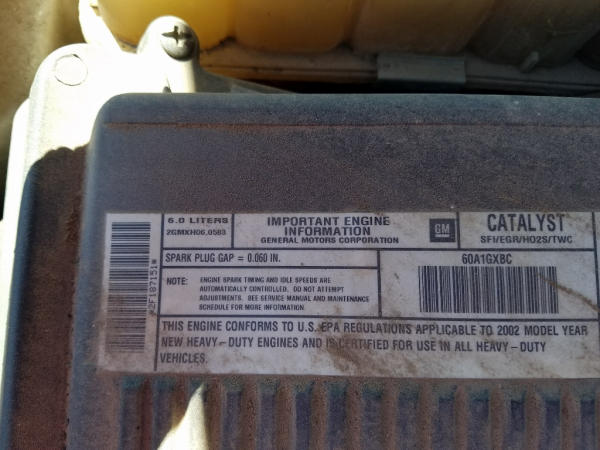 6.0 LITERS
2GMXH06.0583
IMPORTANT ENGINE
INFORMATION
GENERAL MOTORS CORPORATION
GM
CATALYST
SFI/EGR/HO2S/TWC
SPARK PLUG GAP = 0.060 IN.
60A1GXBC
NOTE: ENGINE SPARK TIMING AND IDLE SPEEDS ARE
AUTOMATICALLY CONTROLLED. DO NOT ATTEMPT
ADJUSTMENTS. SEE SERVICE MANUAL AND MAINTENANCE
SCHEDULE FOR MORE INFORMATION.
THIS ENGINE CONFORMS TO U.S. EPA REGULATIONS APPLICABLE TO 2002 MODEL YEAR
NEW HEAVY-DUTY ENGINES AND IS CERTIFIED FOR USE IN ALL HEAVY-DUTY
VEHICLES.